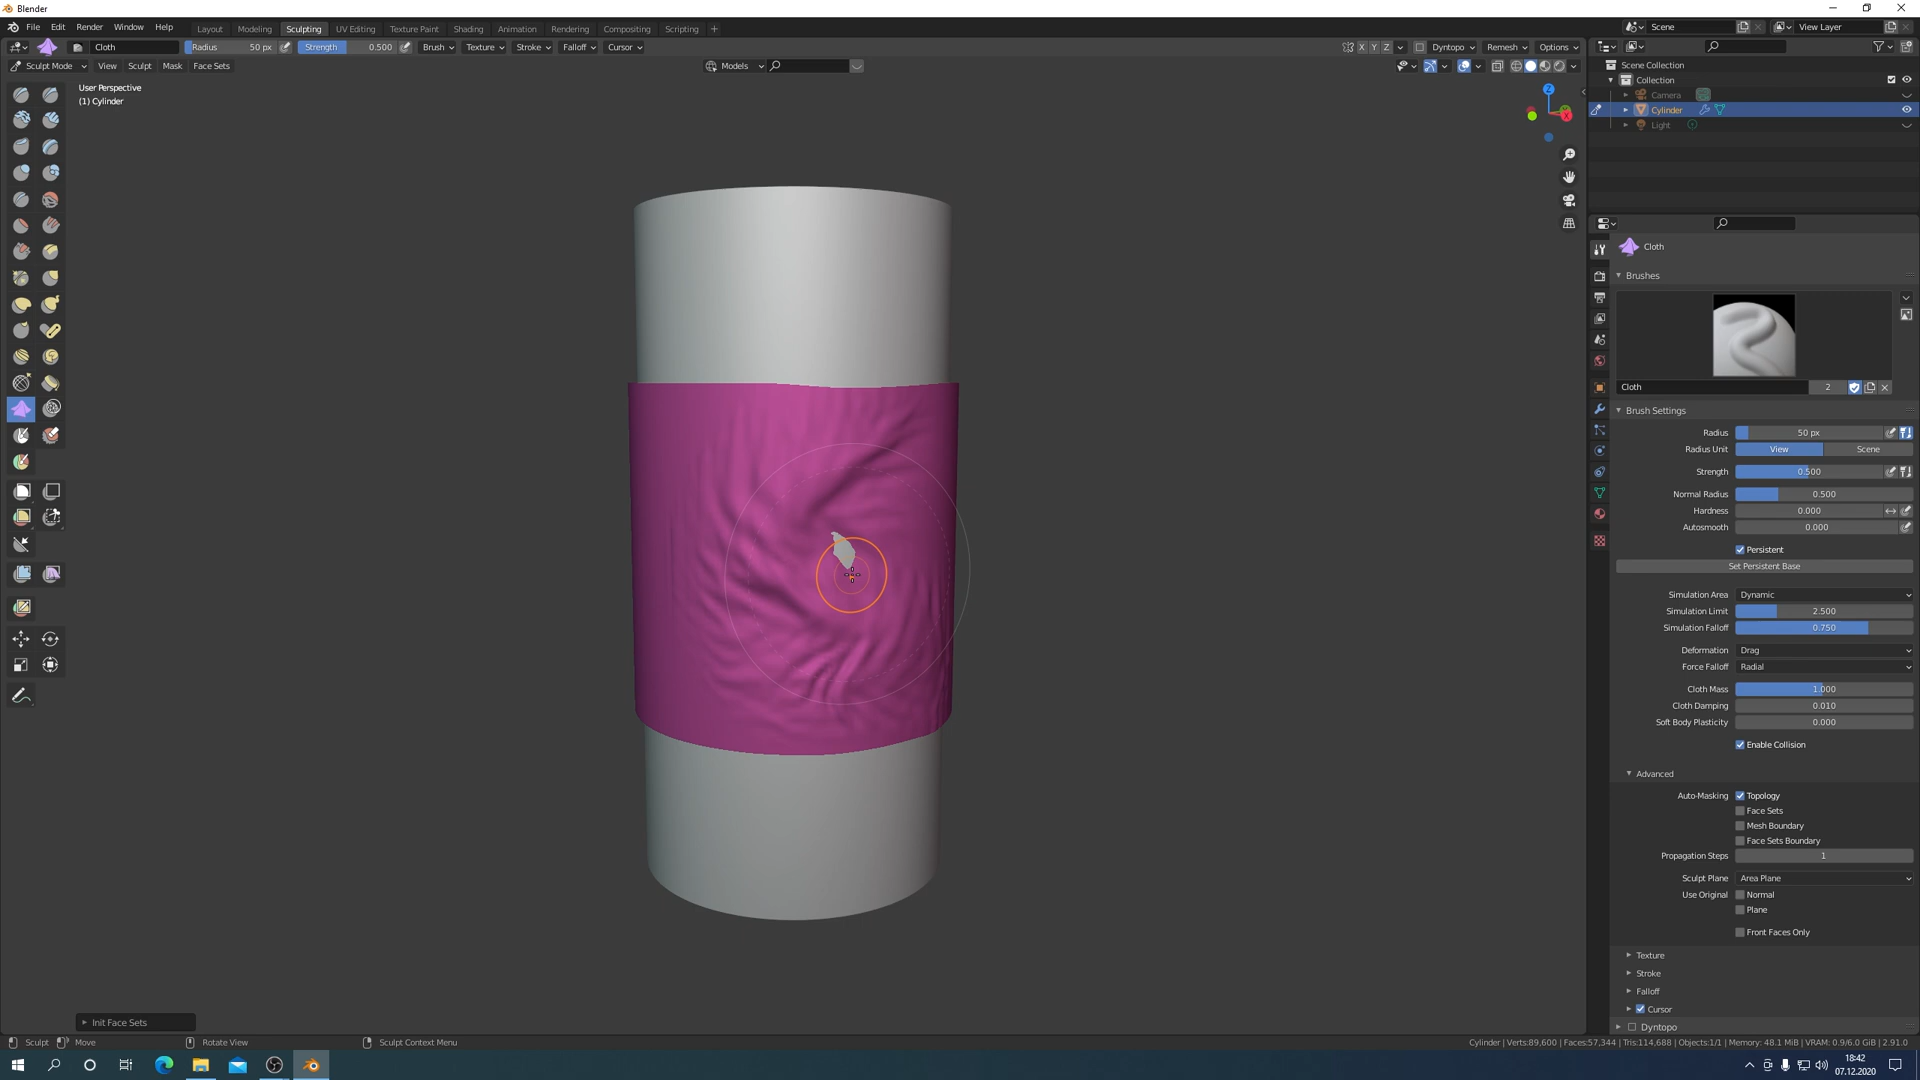 Blender
File Edit Render Window Help
Layout Modeling Sculpting UV Editing Texture Paint Shading Animation Rendering Compositing Scripting +
Scene
View Layer
Cloth
Radius 50 px
Strength 0.500
Brush Texture Stroke Falloff Cursor
X Y Z
Dyntopo Remesh Options
Sculpt Mode View Sculpt Mask Face Sets
Models
User Perspective
(1) Cylinder
Z
X
Scene Collection
Collection
Camera
Cylinder
Light
Cloth
Brushes
Cloth 2
Brush Settings
Radius 50 px
Radius Unit View Scene
Strength 0.500
Normal Radius 0.500
Hardness 0.000
Autosmooth 0.000
Persistent
Set Persistent Base
Simulation Area Dynamic
Simulation Limit 2.500
Simulation Falloff 0.750
Deformation Drag
Force Falloff Radial
Cloth Mass 1.000
Cloth Damping 0.010
Soft Body Plasticity 0.000
Enable Collision
Advanced
Auto-Masking Topology
Face Sets
Mesh Boundary
Face Sets Boundary
Propagation Steps 1
Sculpt Plane Area Plane
Use Original Normal
Plane
Front Faces Only
Texture
Stroke
Falloff
Cursor
Dyntopo
Init Face Sets
Sculpt Move Rotate View Sculpt Context Menu
Cylinder | Verts:89,600 | Faces:57,344 | Tris:114,688 | Objects:1/1 | Memory: 48.1 MiB | VRAM: 0.9/6.0 GiB | 2.91.0
18:42
07.12.2020